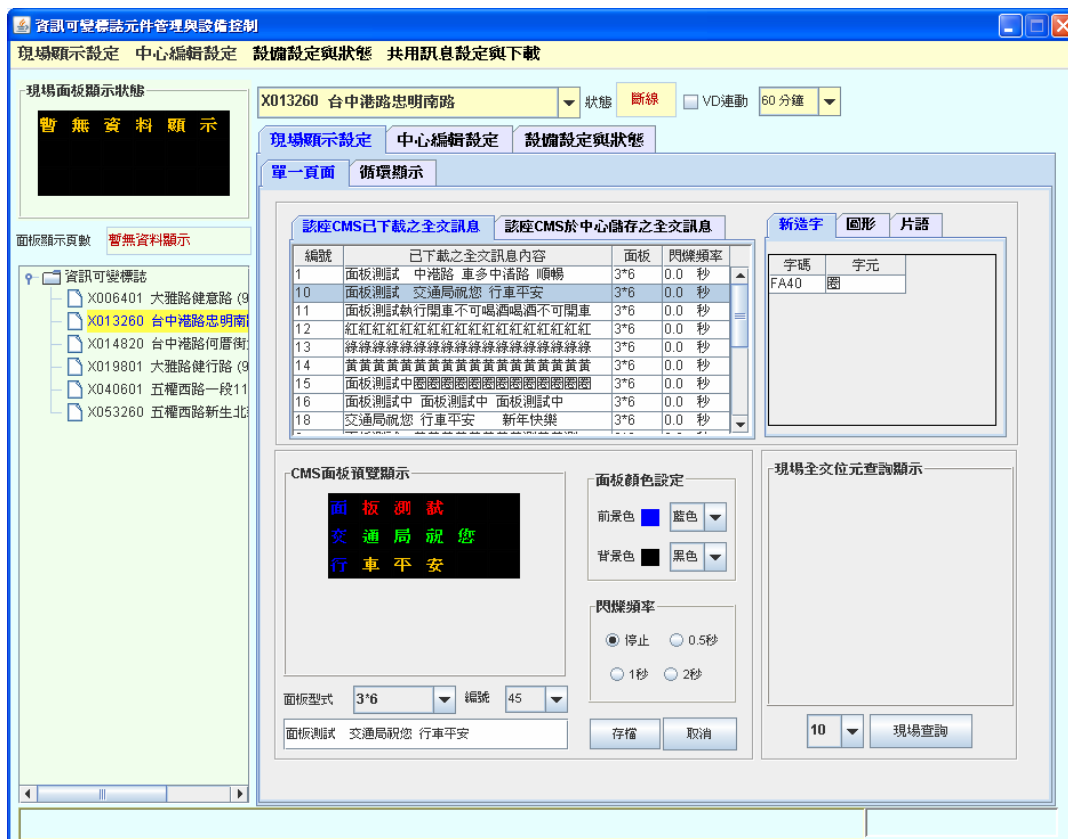 資訊可變標誌元件管理與設備控制
現場顯示設定 中心編輯設定 設備設定與狀態 共用訊息設定與下載
現場面板顯示狀態
暫無資料顯示
面板顯示頁數 暫無資料顯示
資訊可變標誌
X006401 大雅路健意路 (9
X013260 台中港路忠明南
X014820 台中港路何厝街
X019801 大雅路健行路 (9
X040601 五權西路一段11
X053260 五權西路新生北
X013260 台中港路忠明南路 狀態 斷線 VD連動 60 分鐘
現場顯示設定 中心編輯設定 設備設定與狀態
單一頁面 循環顯示
該座CMS已下載之全文訊息 該座CMS於中心儲存之全文訊息
編號 已下載之全文訊息內容 面板 閃爍頻率
1 面板測試 中港路 車多中港路 順暢 3*6 0.0 秒
10 面板測試 交通局祝您 行車平安 3*6 0.0 秒
11 面板測試執行開車不可喝酒喝酒不可開車 3*6 0.0 秒
12 紅紅紅紅紅紅紅紅紅紅紅紅紅紅紅紅紅紅 3*6 0.0 秒
13 綠綠綠綠綠綠綠綠綠綠綠綠綠綠綠綠綠綠 3*6 0.0 秒
14 黃黃黃黃黃黃黃黃黃黃黃黃黃黃黃黃黃黃 3*6 0.0 秒
15 面板測試中圈圈圈圈圈圈圈圈圈圈圈圈圈 3*6 0.0 秒
16 面板測試中 面板測試中 面板測試中 3*6 0.0 秒
18 交通局祝您 行車平安 新年快樂 3*6 0.0 秒
新造字 圖形 片語
字碼 字元
FA40 圈
CMS面板預覽顯示
面板測試
交通局祝您
行車平安
面板型式 3*6 編號 45
面板測試 交通局祝您 行車平安
面板顏色設定
前景色 藍色
背景色 黑色
閃爍頻率
停止 0.5秒
1秒 2秒
存檔 取消
現場全文位元查詢顯示
10 現場查詢